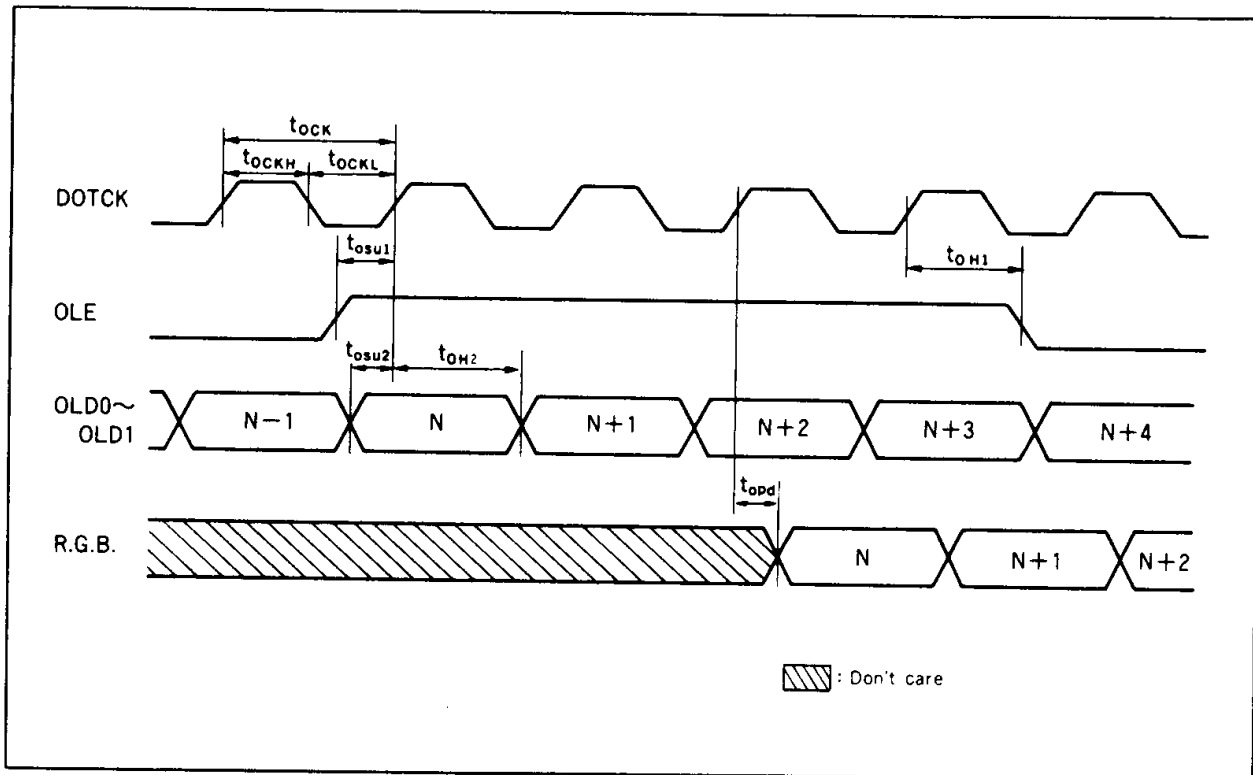 tOCK
tOCKH tOCKL
DOTCK
tOSU1
tOH1
OLE
tOSU2 tOH2
OLD0~
OLD1
N-1 N N+1 N+2 N+3 N+4
tOPd
R.G.B.
N N+1 N+2
: Don't care